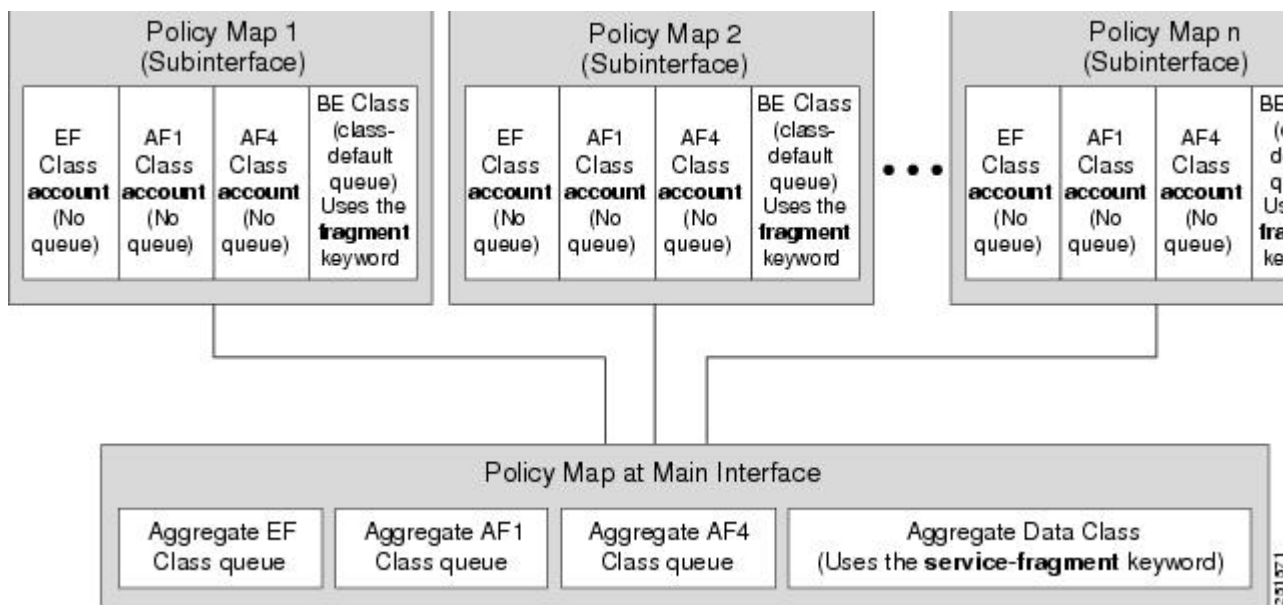 Policy Map 1
(Subinterface)
EF
Class
account
(No
queue)
AF1
Class
account
(No
queue)
AF4
Class
account
(No
queue)
BE Class
(class-
default
queue)
Uses the
fragment
keyword
Policy Map 2
(Subinterface)
EF
Class
account
(No
queue)
AF1
Class
account
(No
queue)
AF4
Class
account
(No
queue)
BE Class
(class-
default
queue)
Uses the
fragment
keyword
Policy Map n
(Subinterface)
EF
Class
account
(No
queue)
AF1
Class
account
(No
queue)
AF4
Class
account
(No
queue)
BE
Policy Map at Main Interface
Aggregate EF
Class queue
Aggregate AF1
Class queue
Aggregate AF4
Class queue
Aggregate Data Class
(Uses the service-fragment keyword)